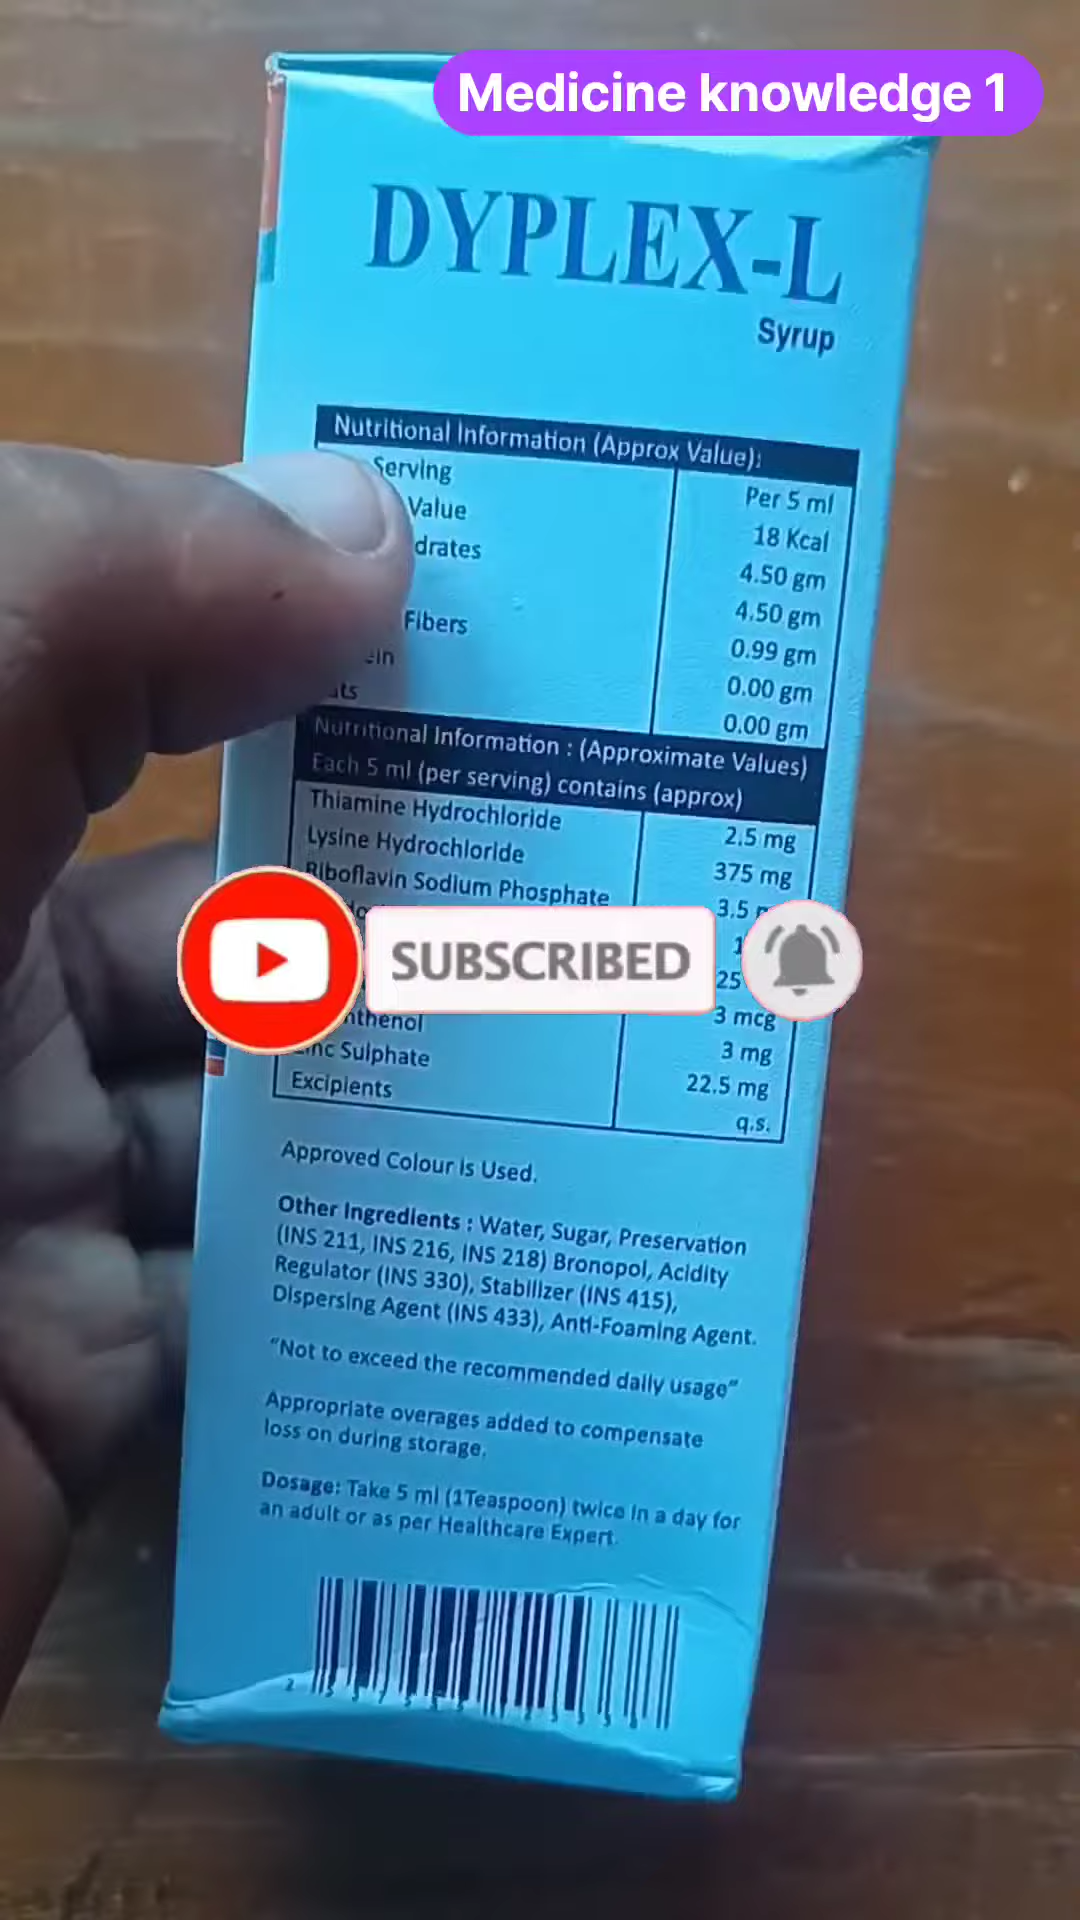 Medicine knowledge 1
DYPLEX-L
Syrup
Nutritional Information (Approx Value):
Serving Per 5 ml
Value 18 Kcal
drates 4.50 gm
4.50 gm
Fibers 0.99 gm
0.00 gm
0.00 gm
Nutritional Information : (Approximate Values)
Each 5 ml (per serving) contains (approx)
Thiamine Hydrochloride 2.5 mg
Lysine Hydrochloride 375 mg
Riboflavin Sodium Phosphate 3.5
SUBSCRIBED
25
nthenol 3 mcg
Sulphate 3 mg
Excipients 22.5 mg
q.s.
Approved Colour is Used.
Other Ingredients : Water, Sugar, Preservation
(INS 211, INS 216, INS 218) Bronopol, Acidity
Regulator (INS 330), Stabilizer (INS 415),
Dispersing Agent (INS 433), Anti-Foaming Agent.
“Not to exceed the recommended daily usage”
Appropriate overages added to compensate
loss on during storage.
Dosage: Take 5 ml (1Teaspoon) twice in a day for
an adult or as per Healthcare Expert.